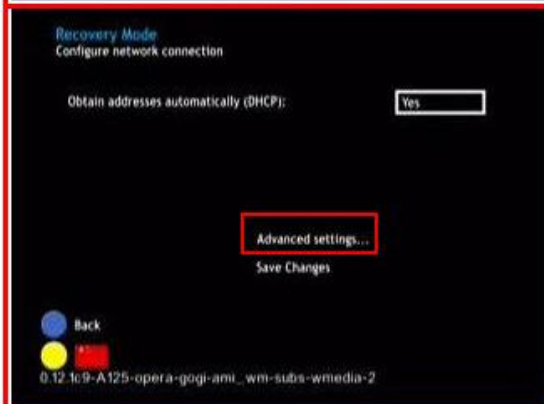 Recovery Mode
Configure network connection
Obtain addresses automatically (DHCP): Yes
Advanced settings...
Save Changes
Back
0.12.1c9-A125-opera-gogi-ami_wm-subs-wmedia-2